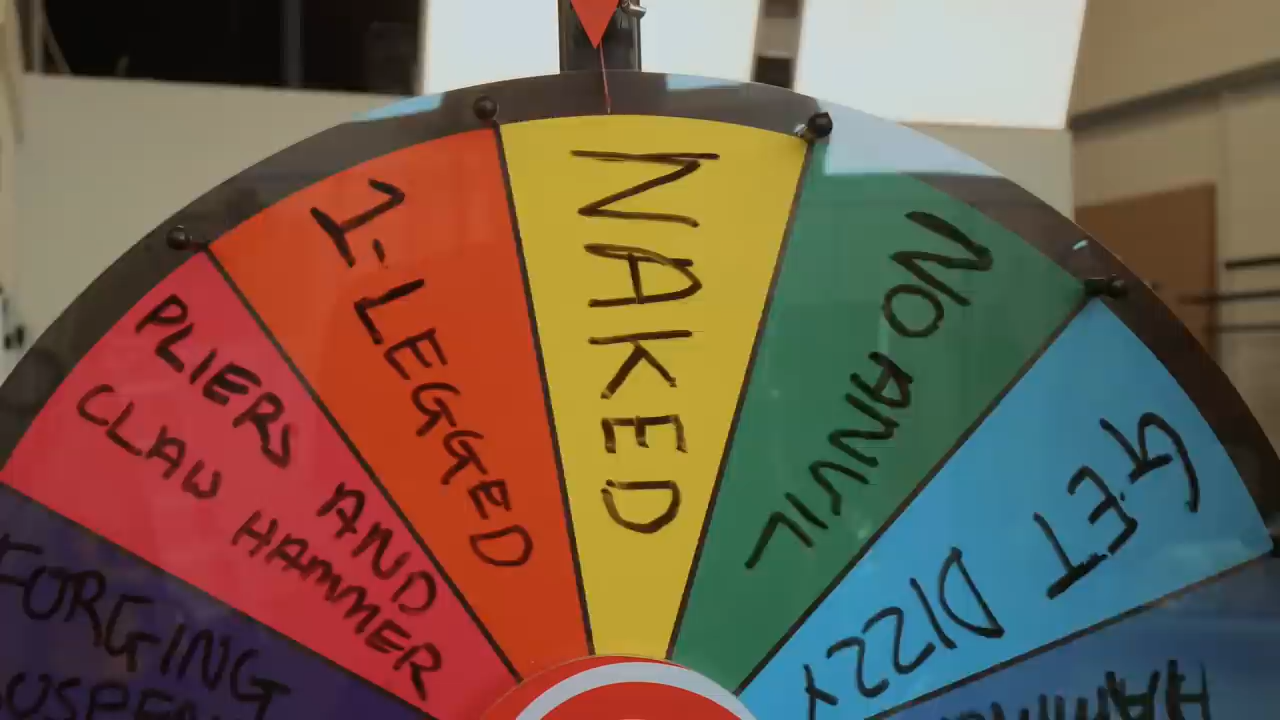 FORGING
PLIERS AND
CLAW HAMMER
1-LEGGED
NAKED
NO ANVIL
GET DIZZY